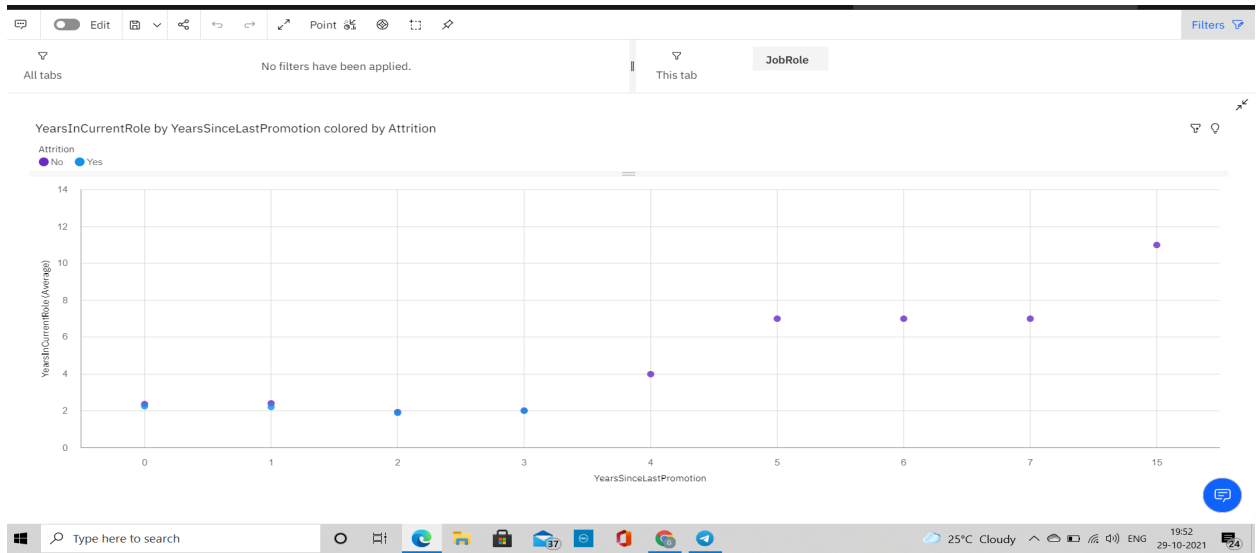 Edit
Point
Filters
All tabs
No filters have been applied.
This tab
JobRole
YearsInCurrentRole by YearsSinceLastPromotion colored by Attrition
Attrition
No Yes
YearsInCurrentRole (Average)
14
12
10
8
6
4
2
0
0 1 2 3 4 5 6 7 15
YearsSinceLastPromotion
Type here to search
37
25°C Cloudy
ENG
19:52
29-10-2021
24